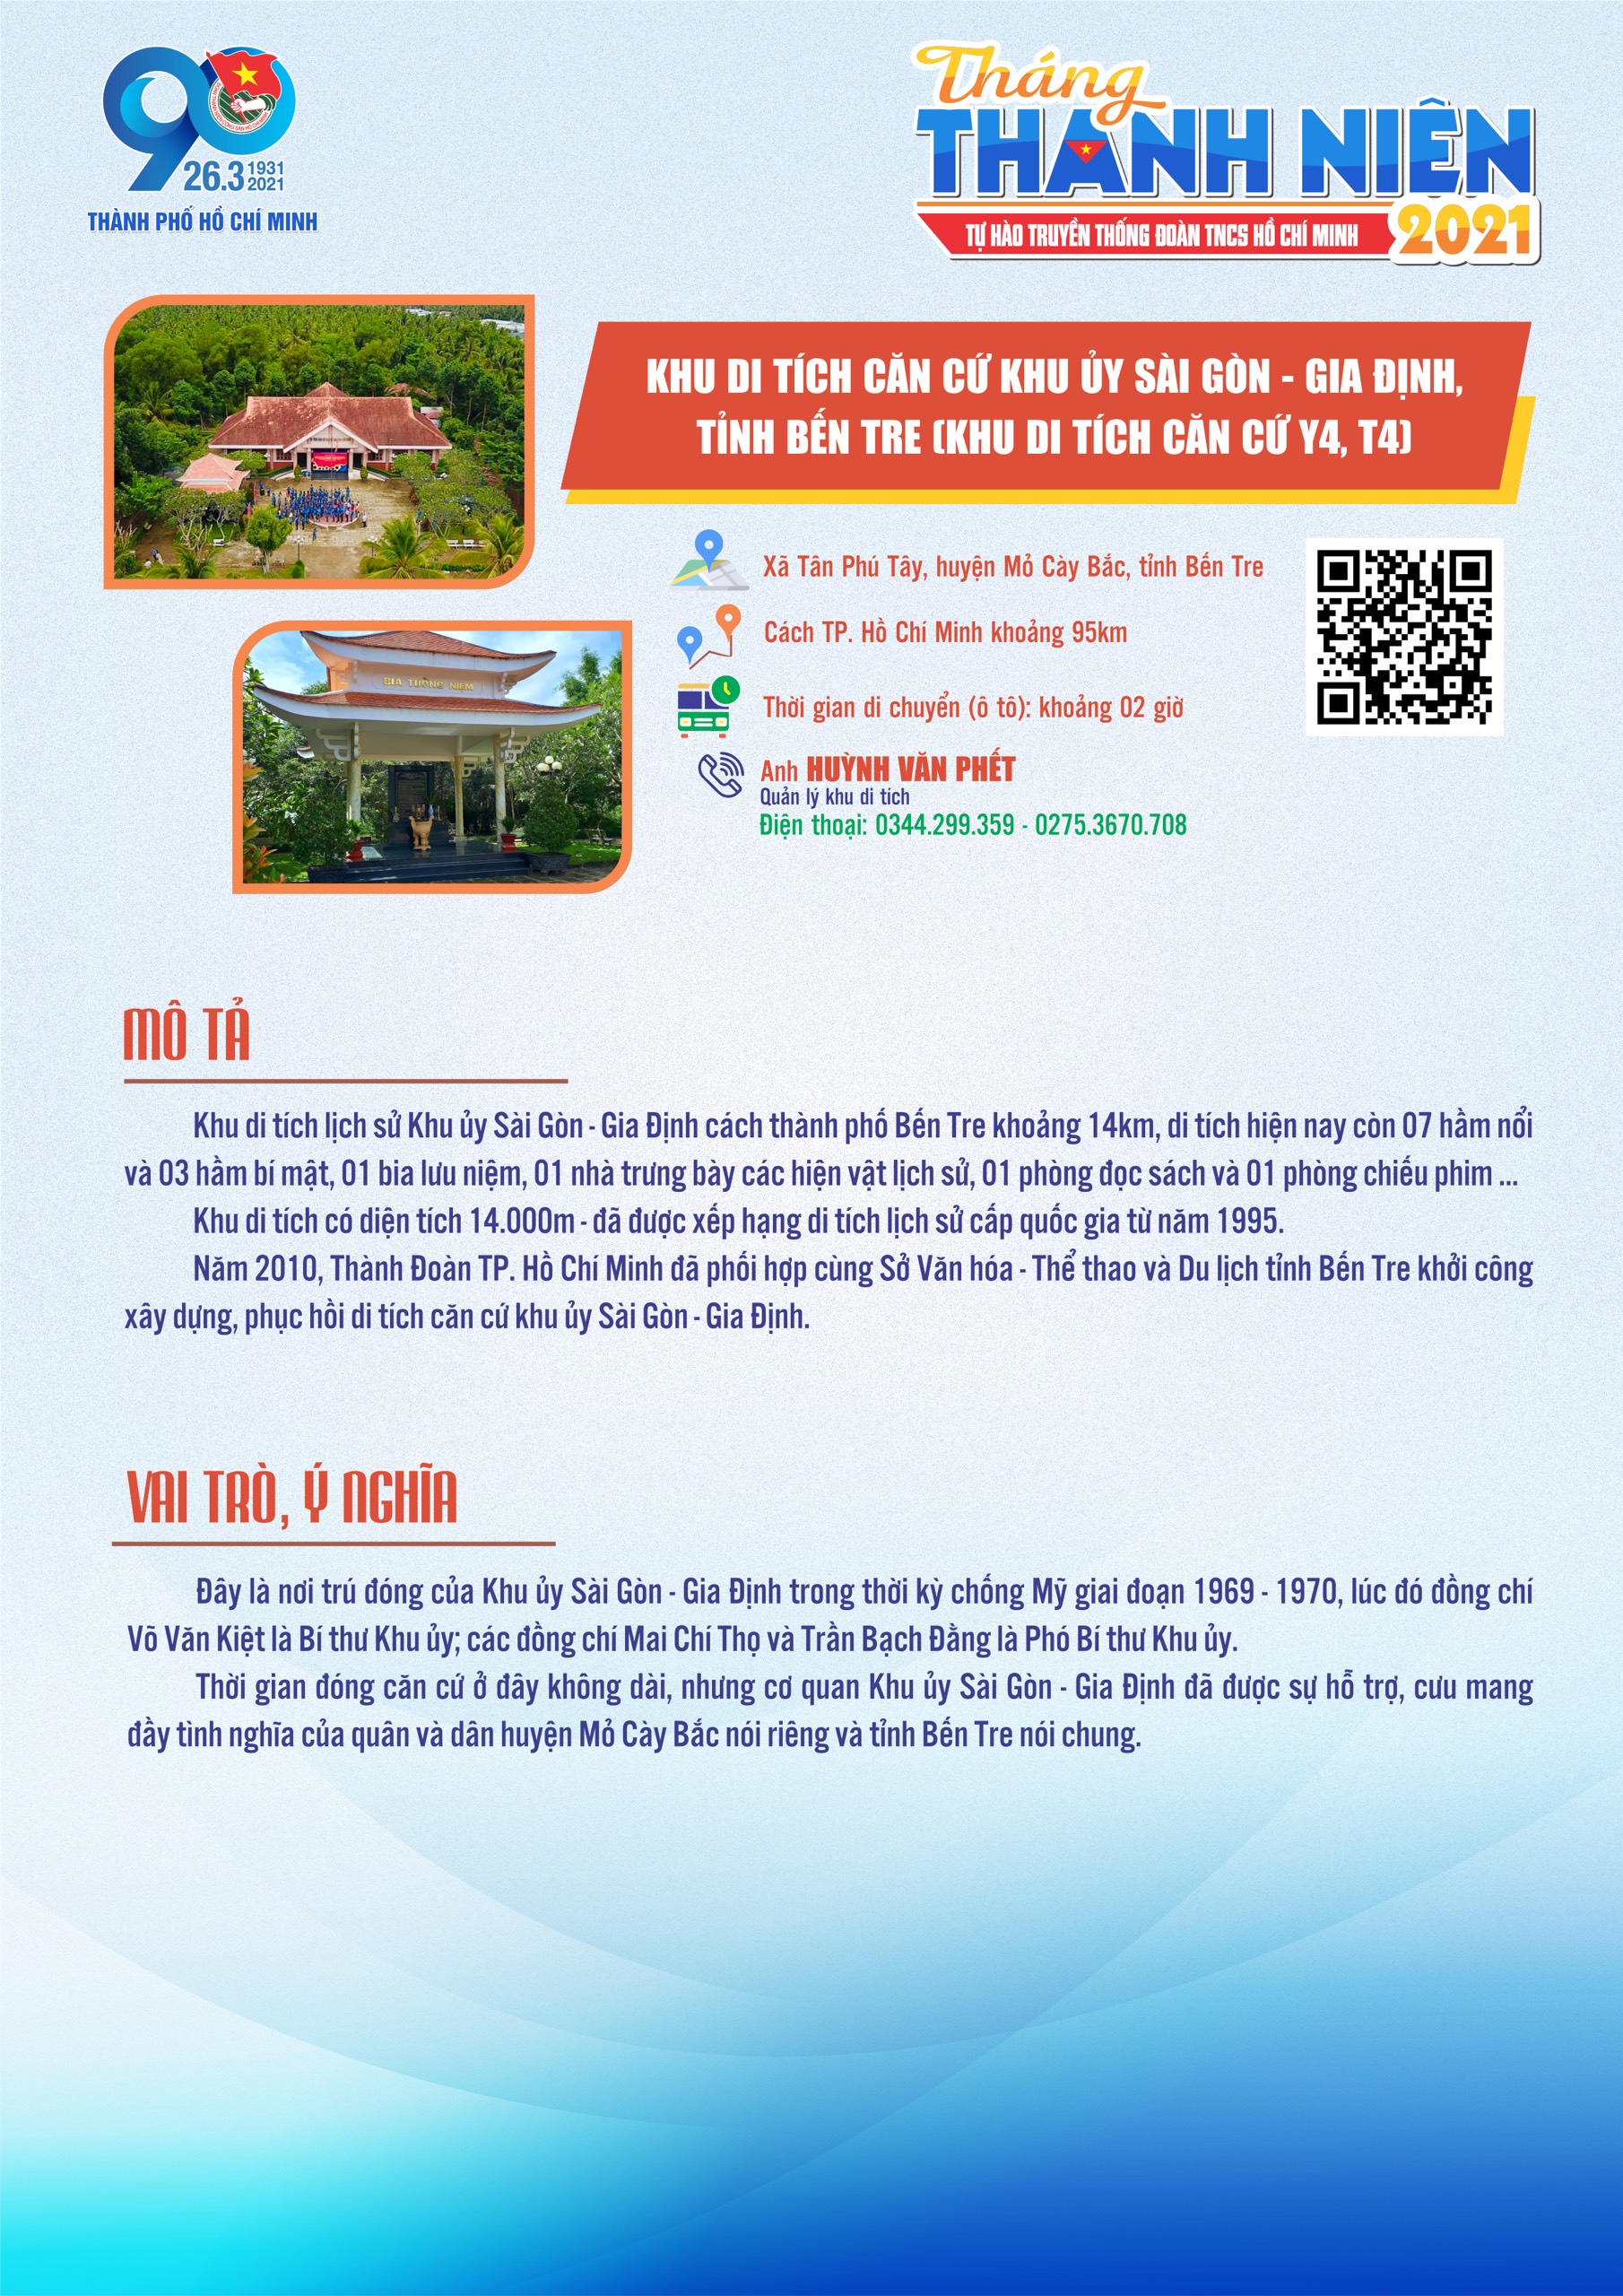 90
26.3 1931 2021
THÀNH PHỐ HỒ CHÍ MINH
Tháng
THANH NIÊN
TỰ HÀO TRUYỀN THỐNG ĐOÀN TNCS HỒ CHÍ MINH 2021
KHU DI TÍCH CĂN CỨ KHU ỦY SÀI GÒN - GIA ĐỊNH,
TỈNH BẾN TRE (KHU DI TÍCH CĂN CỨ Y4, T4)
Xã Tân Phú Tây, huyện Mỏ Cày Bắc, tỉnh Bến Tre
Cách TP. Hồ Chí Minh khoảng 95km
Thời gian di chuyển (ô tô): khoảng 02 giờ
Anh HUỲNH VĂN PHẾT
Quản lý khu di tích
Điện thoại: 0344.299.359 - 0275.3670.708
BIA TƯỞNG NIỆM
MÔ TẢ
Khu di tích lịch sử Khu ủy Sài Gòn - Gia Định cách thành phố Bến Tre khoảng 14km, di tích hiện nay còn 07 hầm nổi
và 03 hầm bí mật, 01 bia lưu niệm, 01 nhà trưng bày các hiện vật lịch sử, 01 phòng đọc sách và 01 phòng chiếu phim ...
Khu di tích có diện tích 14.000m - đã được xếp hạng di tích lịch sử cấp quốc gia từ năm 1995.
Năm 2010, Thành Đoàn TP. Hồ Chí Minh đã phối hợp cùng Sở Văn hóa - Thể thao và Du lịch tỉnh Bến Tre khởi công
xây dựng, phục hồi di tích căn cứ khu ủy Sài Gòn - Gia Định.
VAI TRÒ, Ý NGHĨA
Đây là nơi trú đóng của Khu ủy Sài Gòn - Gia Định trong thời kỳ chống Mỹ giai đoạn 1969 - 1970, lúc đó đồng chí
Võ Văn Kiệt là Bí thư Khu ủy; các đồng chí Mai Chí Thọ và Trần Bạch Đằng là Phó Bí thư Khu ủy.
Thời gian đóng căn cứ ở đây không dài, nhưng cơ quan Khu ủy Sài Gòn - Gia Định đã được sự hỗ trợ, cưu mang
đầy tình nghĩa của quân và dân huyện Mỏ Cày Bắc nói riêng và tỉnh Bến Tre nói chung.